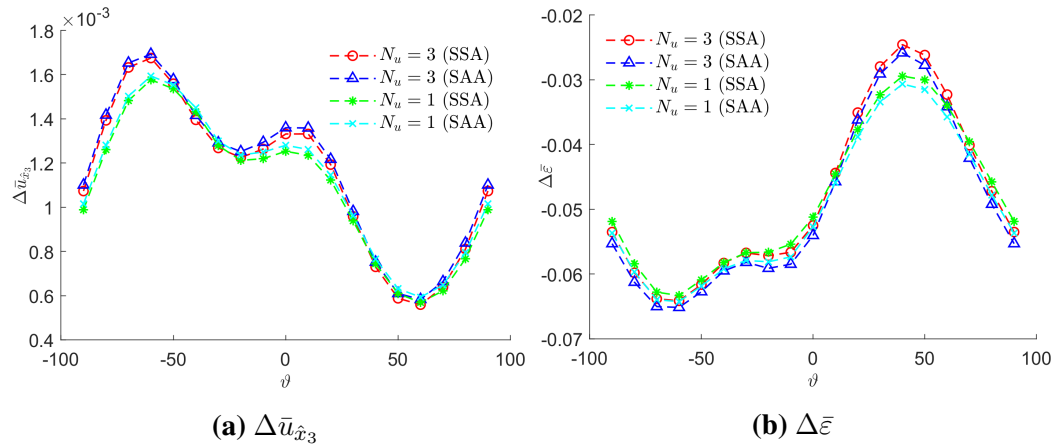 ×10⁻³
1.8
1.6
1.4
1.2
1
0.8
0.6
0.4
Δū_x̂₃
-100
-50
0
50
100
ϑ
N_u = 3 (SSA)
N_u = 3 (SAA)
N_u = 1 (SSA)
N_u = 1 (SAA)
(a) Δū_x̂₃
-0.02
-0.03
-0.04
-0.05
-0.06
-0.07
Δε̄
-100
-50
0
50
100
ϑ
N_u = 3 (SSA)
N_u = 3 (SAA)
N_u = 1 (SSA)
N_u = 1 (SAA)
(b) Δε̄